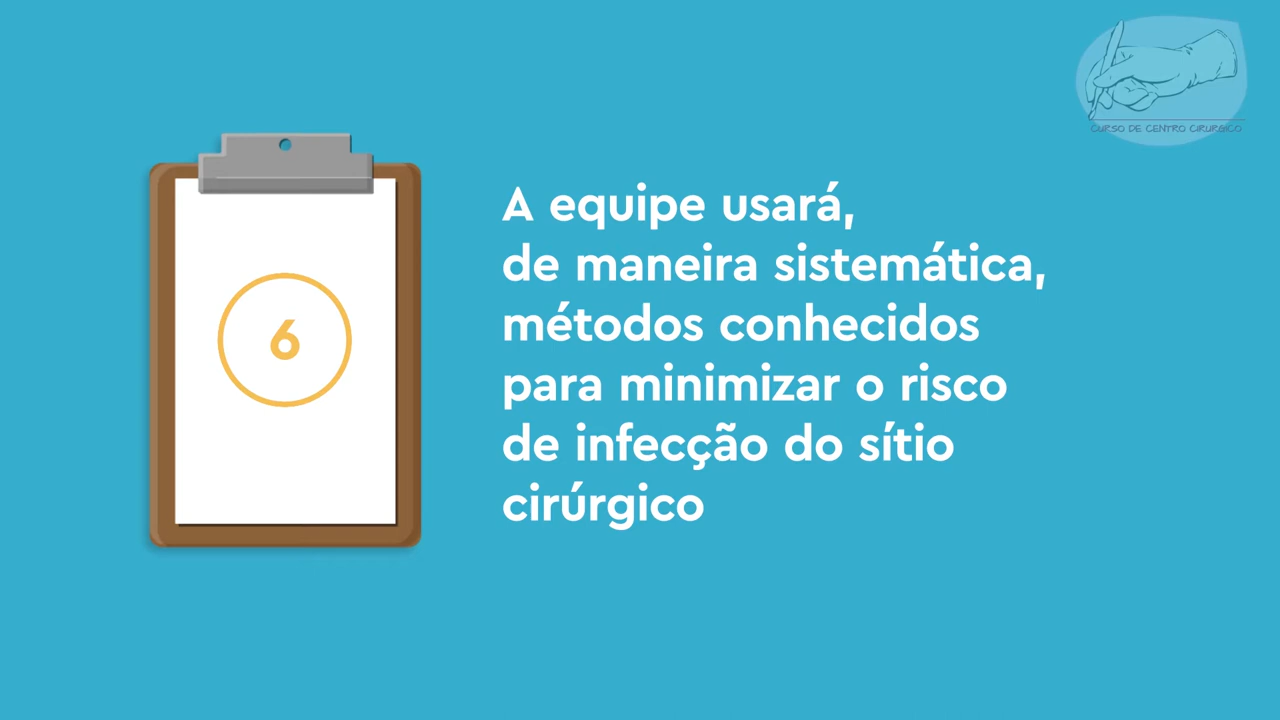 CURSO DE CENTRO CIRÚRGICO
6
A equipe usará,
de maneira sistemática,
métodos conhecidos
para minimizar o risco
de infecção do sítio
cirúrgico